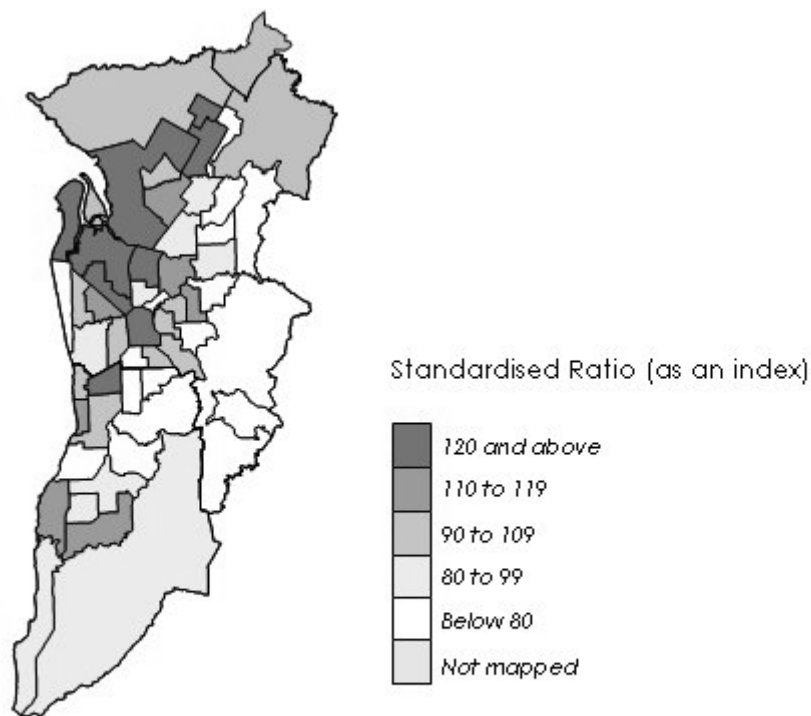 Standardised Ratio (as an index)
120 and above
110 to 119
90 to 109
80 to 99
Below 80
Not mapped